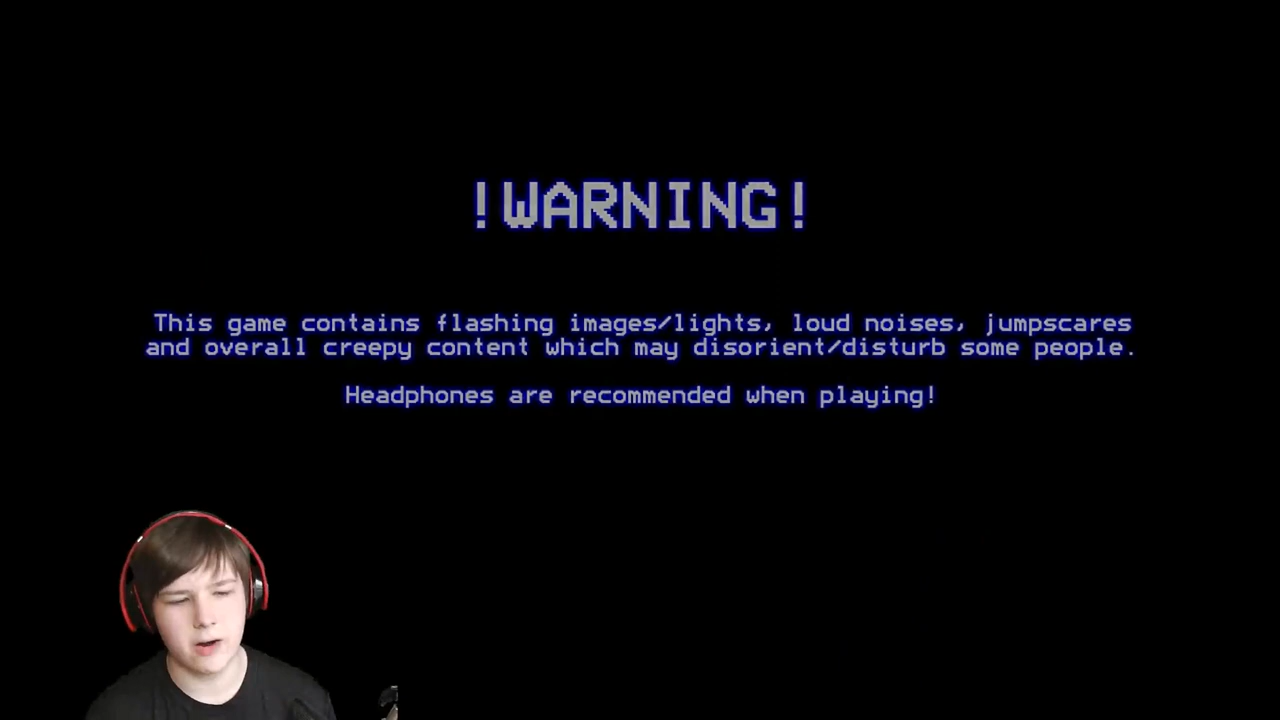 !WARNING!
This game contains flashing images/lights, loud noises, jumpscares
and overall creepy content which may disorient/disturb some people.
Headphones are recommended when playing!